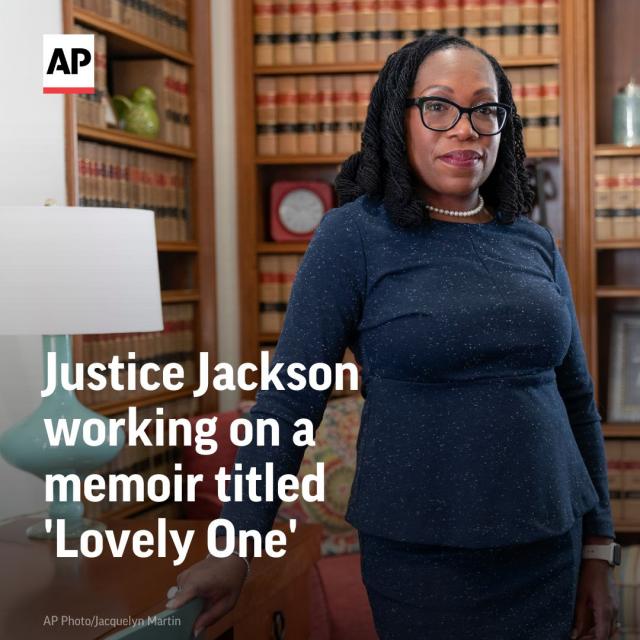 AP
Justice Jackson
working on a
memoir titled
'Lovely One'
AP Photo/Jacquelyn Martin